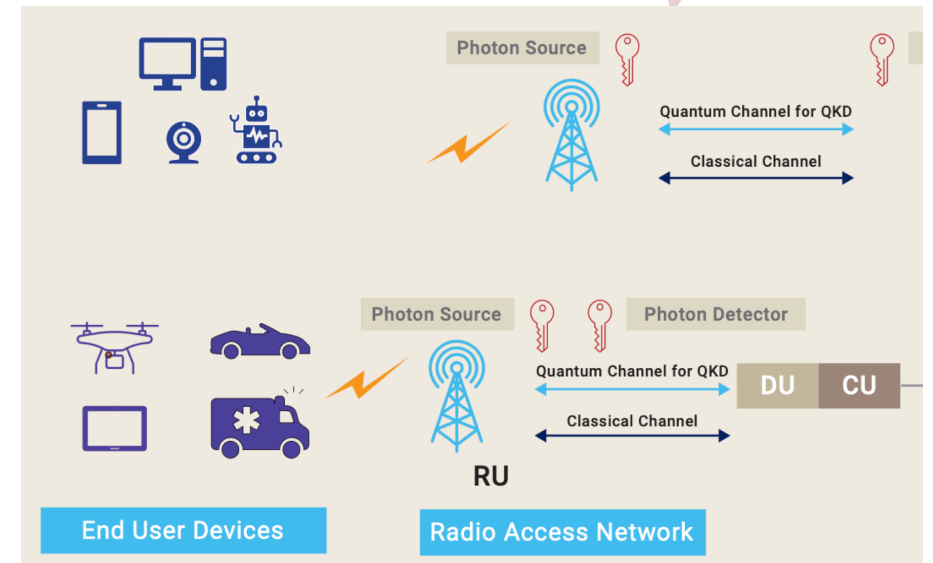 Photon Source
Quantum Channel for QKD
Classical Channel
Photon Source
Photon Detector
Quantum Channel for QKD
DU
CU
Classical Channel
RU
End User Devices
Radio Access Network